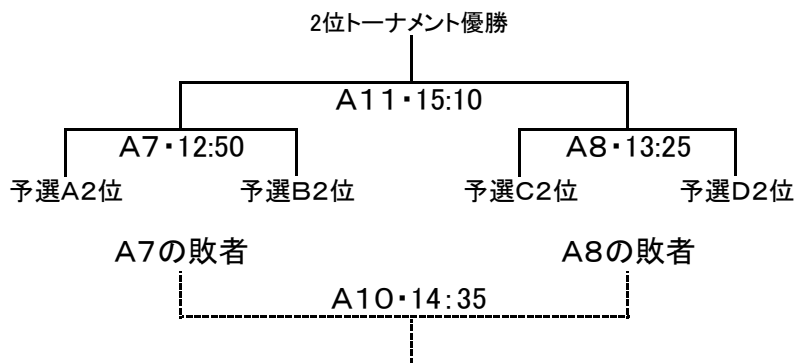 2位トーナメント優勝
A11・15:10
A7・12:50 A8・13:25
予選A2位 予選B2位 予選C2位 予選D2位
A7の敗者 A8の敗者
A10・14:35